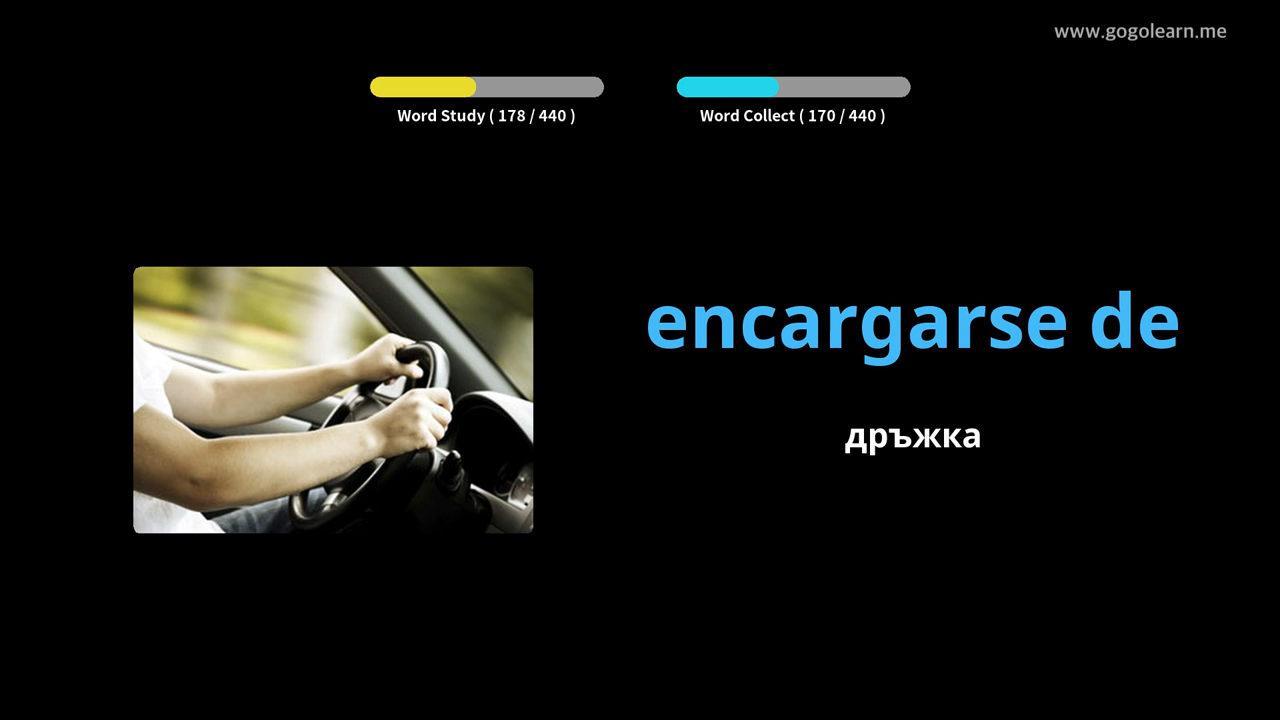 www.gogolearn.me
Word Study ( 178 / 440 )
Word Collect ( 170 / 440 )
encargarse de
дръжка